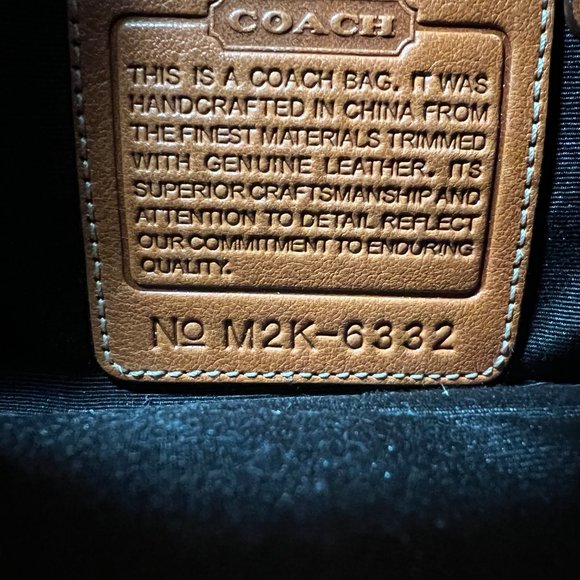 COACH
THIS IS A COACH BAG. IT WAS
HANDCRAFTED IN CHINA FROM
THE FINEST MATERIALS TRIMMED
WITH GENUINE LEATHER. ITS
SUPERIOR CRAFTSMANSHIP AND
ATTENTION TO DETAIL REFLECT
OUR COMMITMENT TO ENDURING
QUALITY.
No M2K-6332